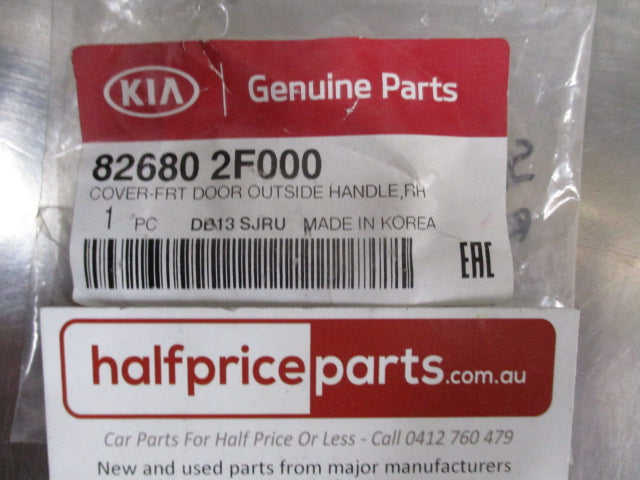 KIA Genuine Parts
82680 2F000
COVER-FRT DOOR OUTSIDE HANDLE,RH
1 PC DB13 SJRU MADE IN KOREA
EAC
halfpriceparts.com.au
Car Parts For Half Price Or Less - Call 0412 760 479
New and used parts from major manufacturers